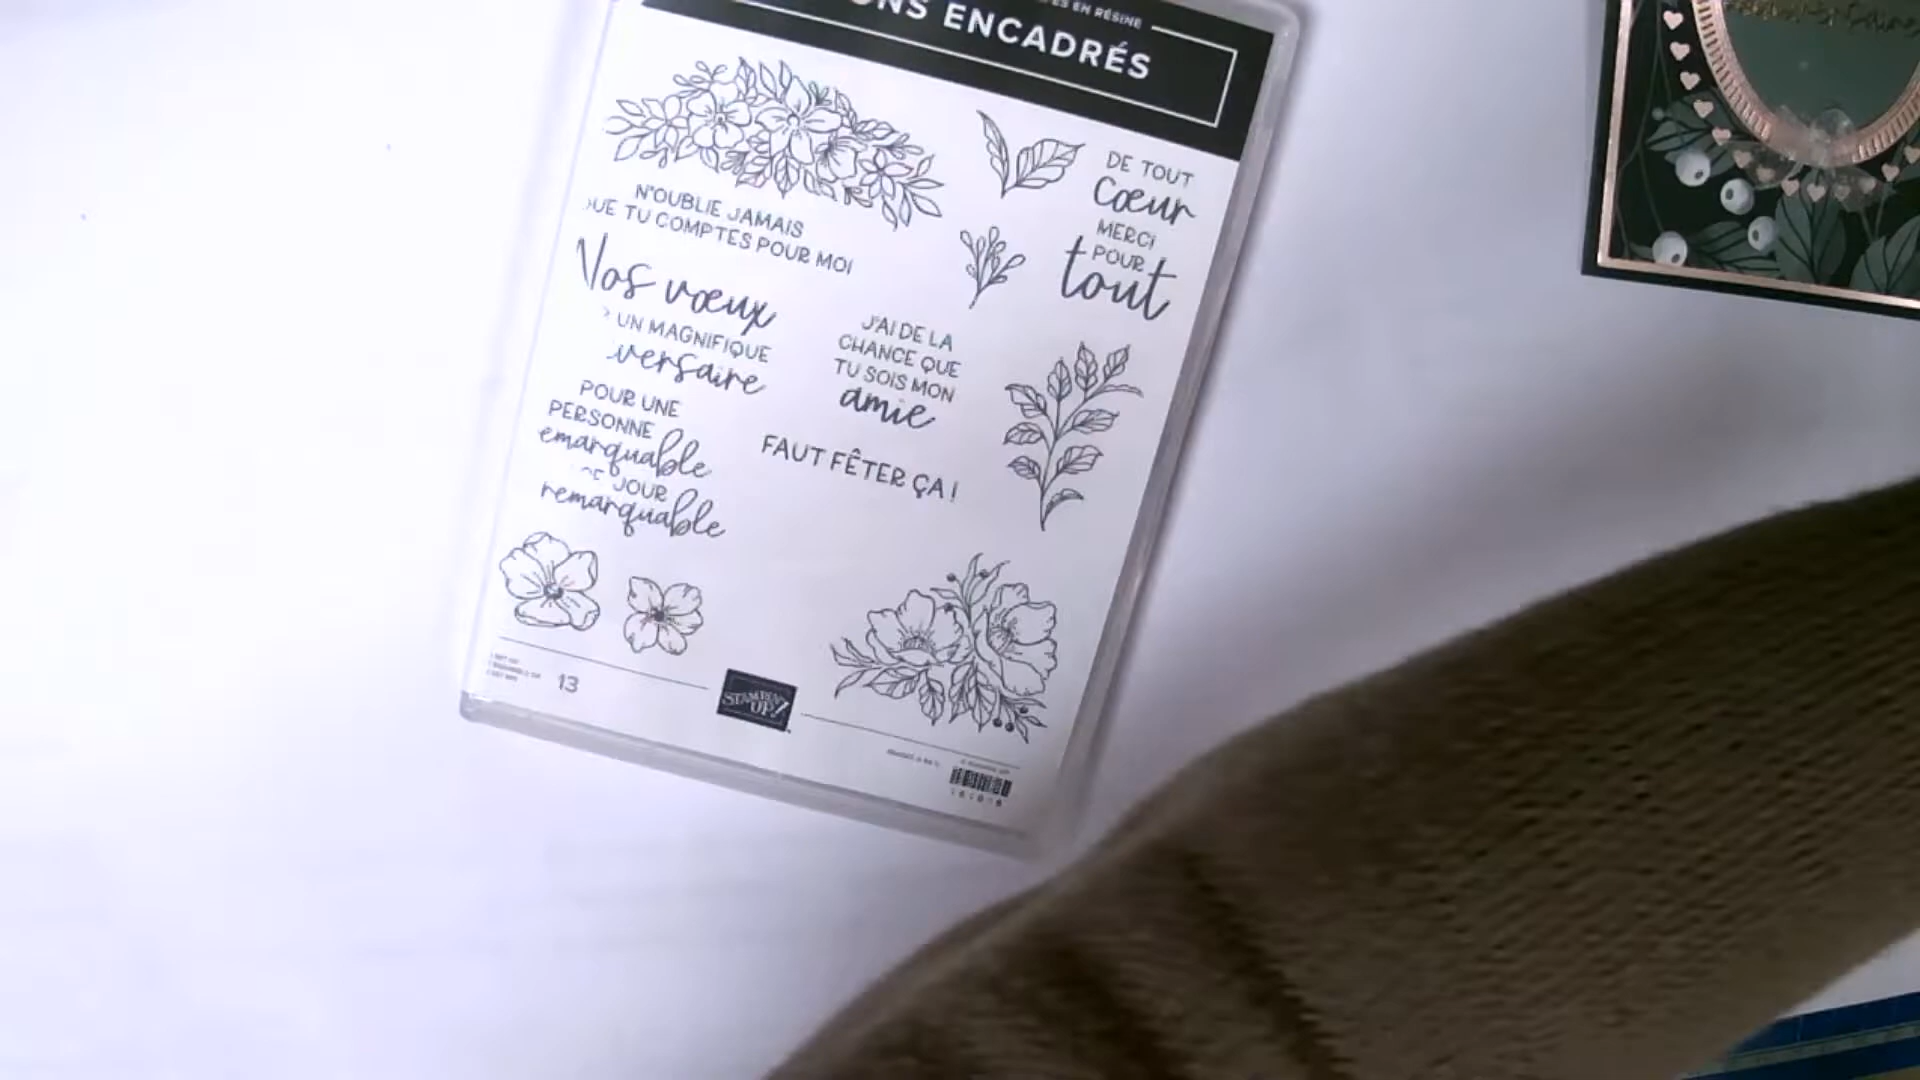 ONS ENCADRÉS
DE TOUT
Cœur
MERCI
POUR
tout
N'OUBLIE JAMAIS
UE TU COMPTES POUR MOI
Vos vœux
UN MAGNIFIQUE
versaire
J'AI DE LA
CHANCE QUE
TU SOIS MON
amie
POUR UNE
PERSONNE
emarquable
JOUR
remarquable
FAUT FÊTER ÇA !
13
STAMPIN' UP!